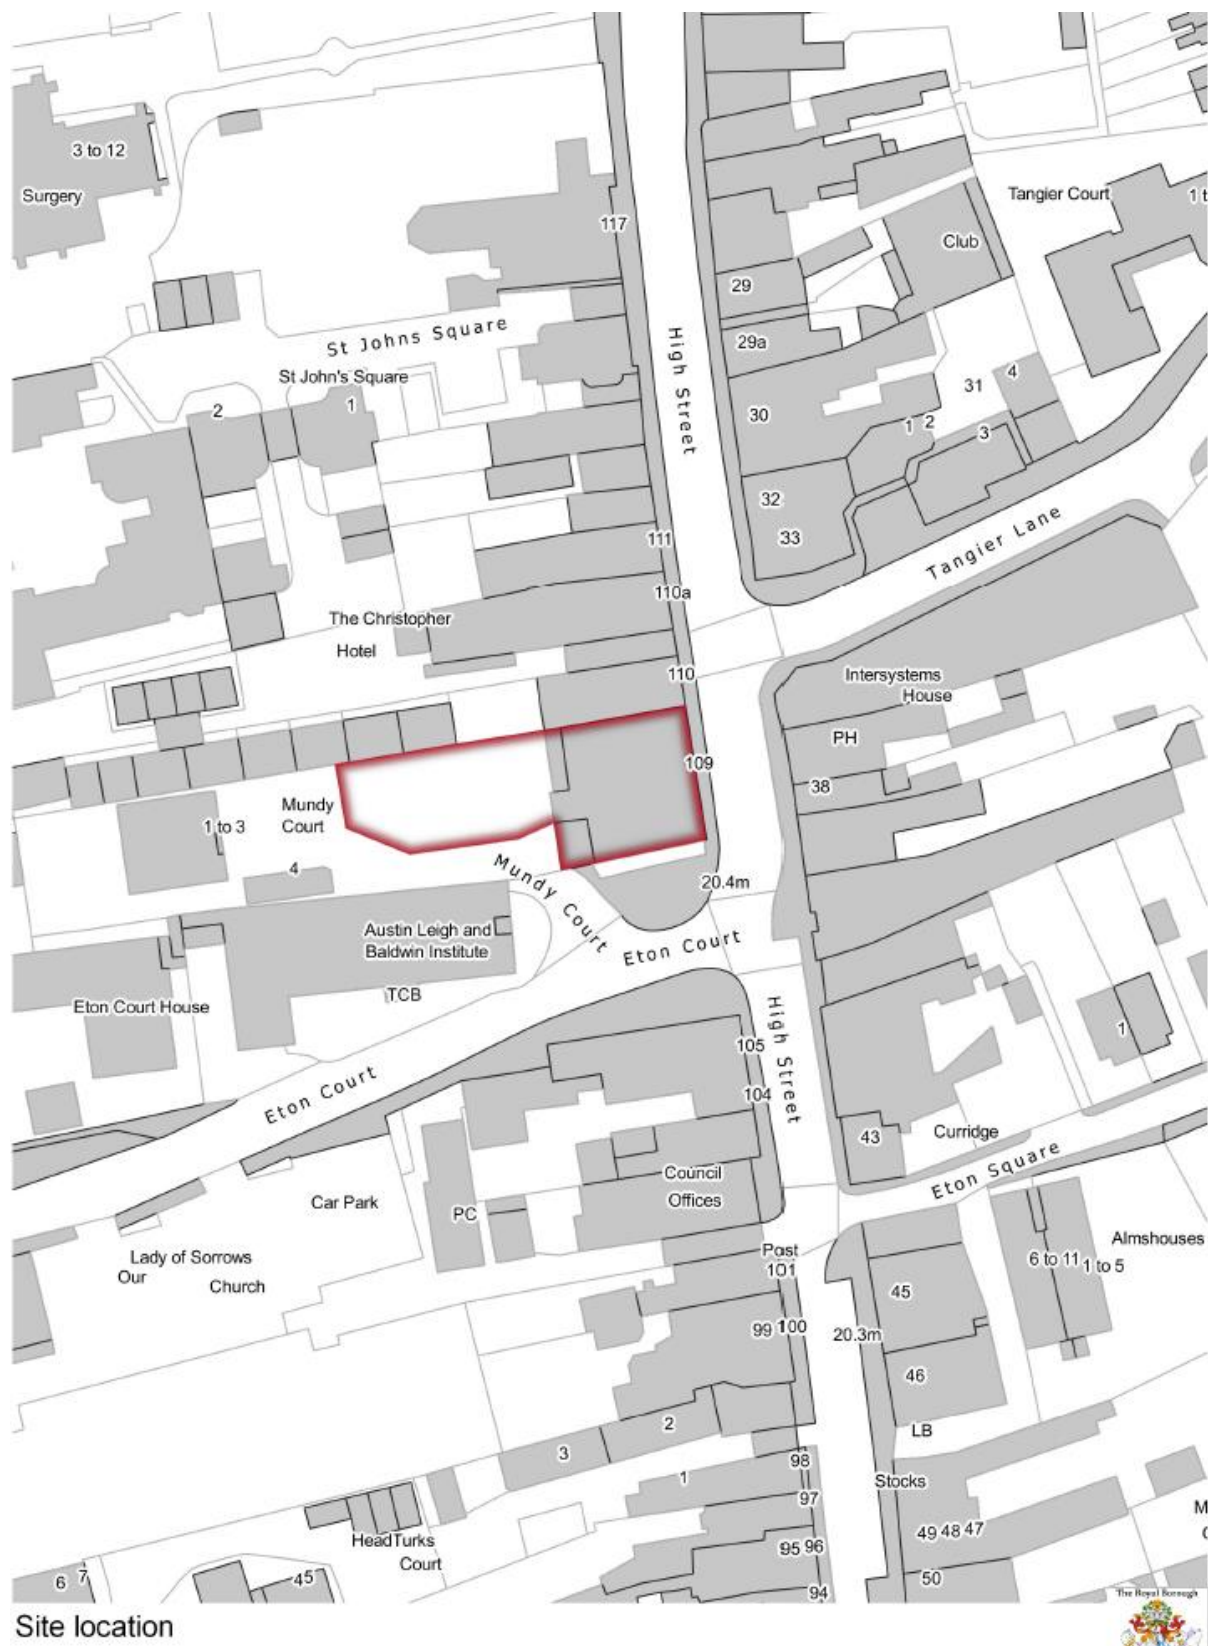 3 to 12
Surgery
117
Tangier Court
1 t
Club
29
29a
St Johns Square
High Street
St John's Square
2
1
30
31
4
1 2
3
32
33
Tangier Lane
111
110a
The Christopher
Hotel
110
Intersystems
House
PH
109
38
Mundy
Court
1 to 3
4
Mundy Court
20.4m
Austin Leigh and
Baldwin Institute
Eton Court
Eton Court House
TCB
High Street
1
105
104
Eton Court
43
Curridge
Eton Square
Council
Offices
Car Park
PC
Lady of Sorrows
Our
Church
Post
101
6 to 11
1 to 5
Almshouses
45
99 100
20.3m
46
LB
2
3
98
1
97
Stocks
M
49 48 47
HeadTurks
Court
95 96
94
50
6 7
45
Site location
The Royal Borough